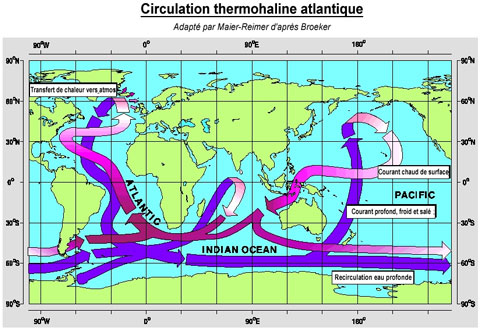 Circulation thermohaline atlantique
Adapté par Maier-Reimer d'après Broeker
90°W 0° 90°E 180°
90°N 90°N
Transfert de chaleur vers atmos
60°N 60°N
30°N 30°N
Courant chaud de surface
0° 0°
ATLANTIC
PACIFIC
Courant profond, froid et salé
30°S 30°S
INDIAN OCEAN
60°S 60°S
Recirculation eau profonde
90°S 90°S
90°W 0° 90°E 180°